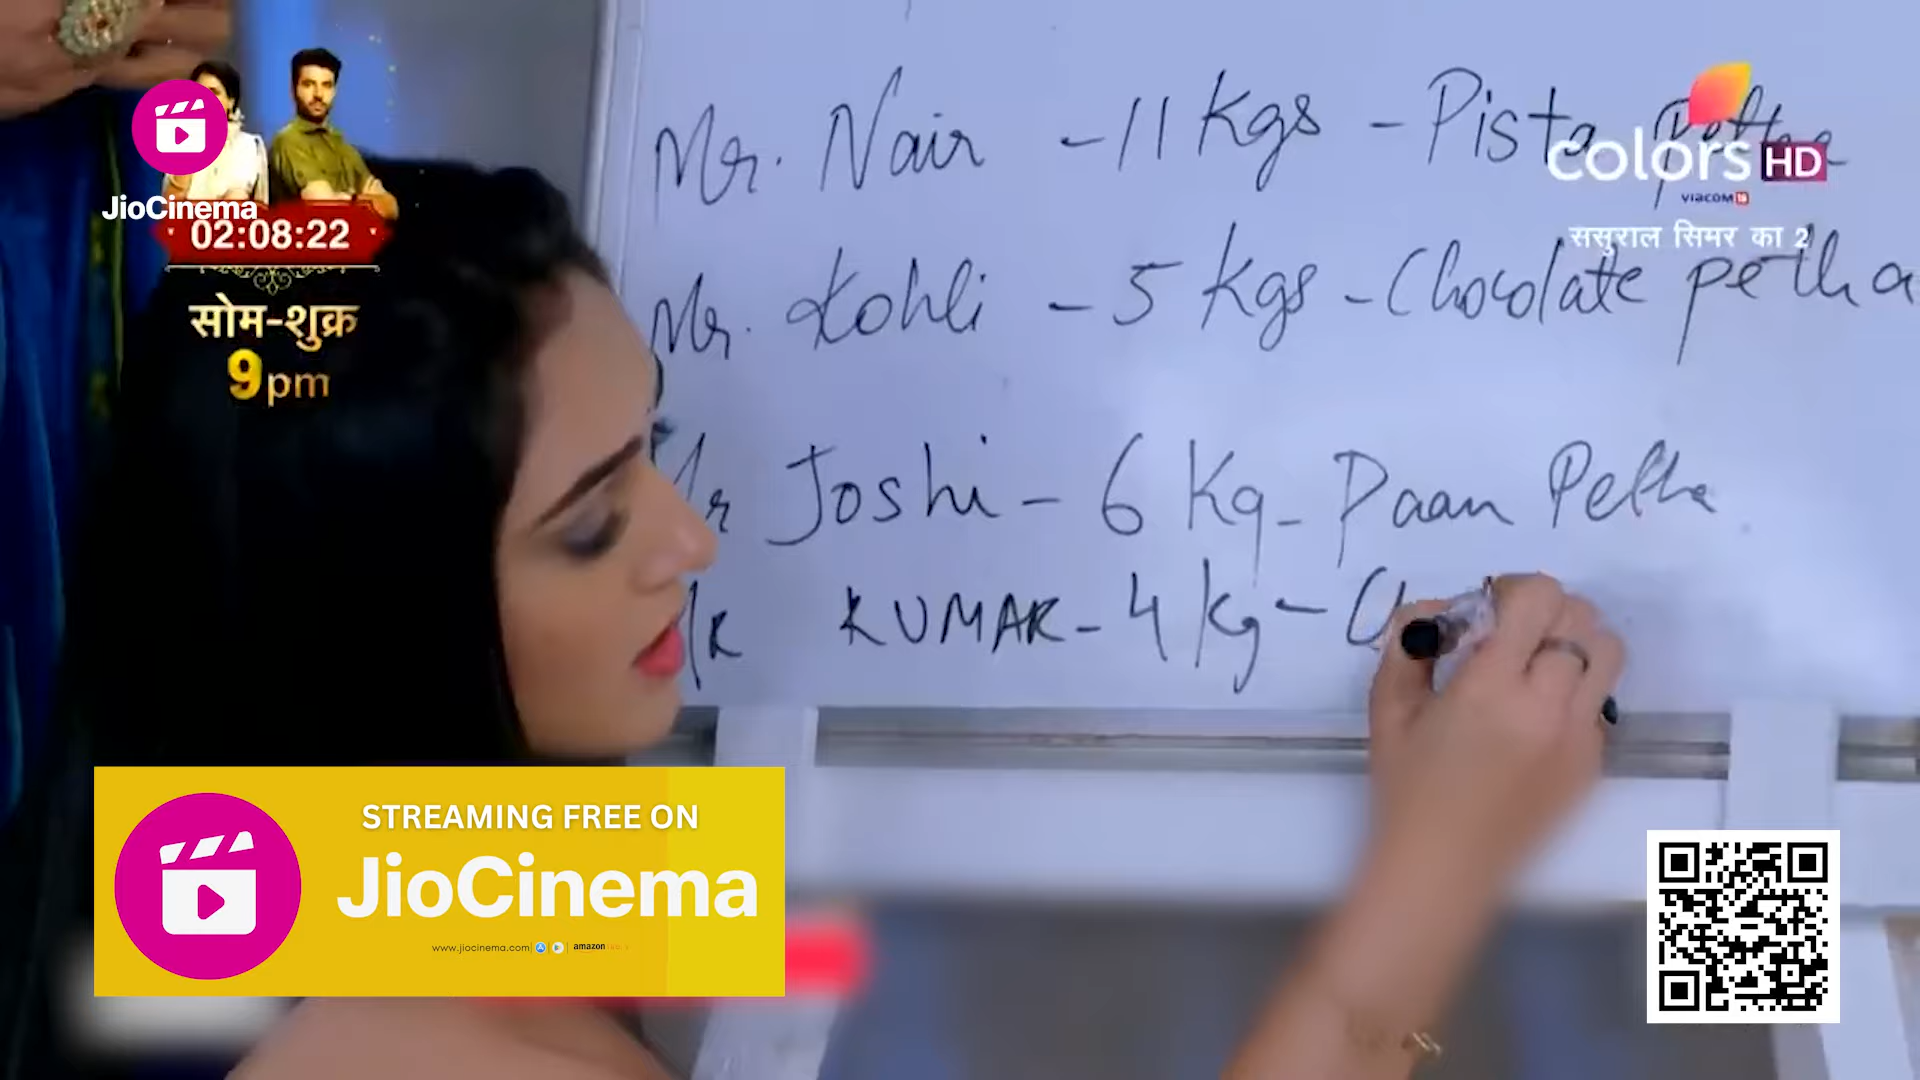 Mr. Nair - 11 Kgs - Pista
Mr. Kohli - 5 Kgs - Chocolate petha
Mr Joshi - 6 Kg - Paan Petha
MR KUMAR - 4 Kg -
JioCinema
02:08:22
सोम-शुक्र
9pm
colors HD
VIACOM18
ससुराल सिमर का 2
STREAMING FREE ON
JioCinema
www.jiocinema.com
amazon